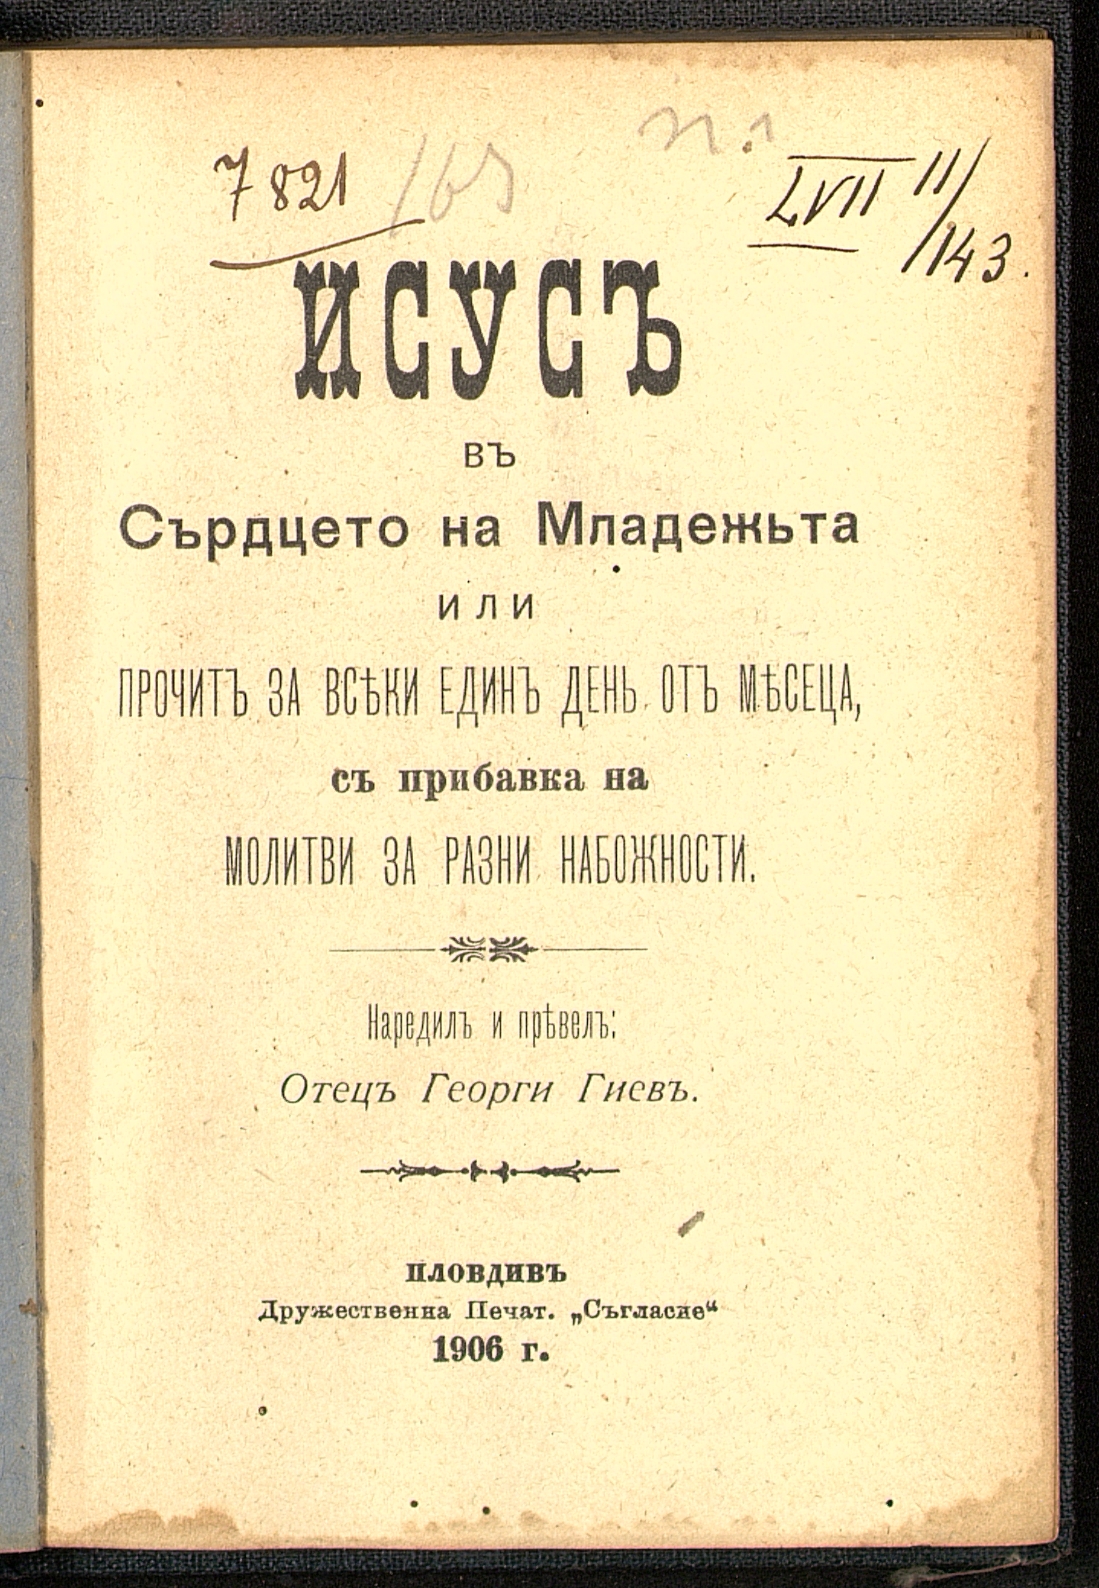 7821
LVII 11/
/143.
ИСУСЪ
въ
Сърдцето на Младежьта
или
ПРОЧИТЪ ЗА ВСѢКИ ЕДИНЪ ДЕНЬ ОТЪ МѢСЕЦА,
съ прибавка на
МОЛИТВИ ЗА РАЗНИ НАБОЖНОСТИ.
Наредилъ и прѣвелъ:
Отецъ Георги Гиевъ.
ПЛОВДИВЪ
Дружественна Печат. „Съгласие“
1906 г.